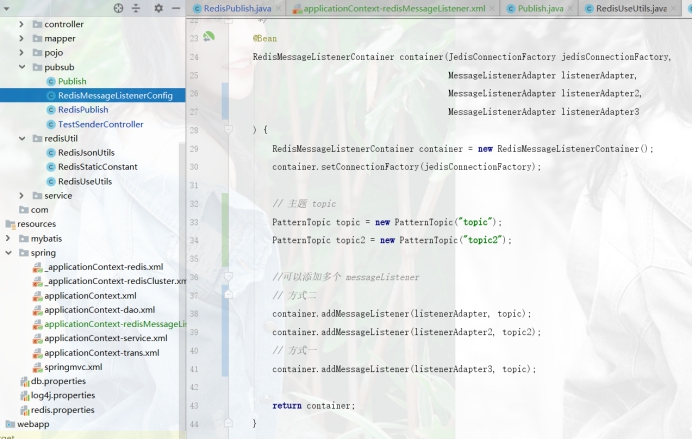 RedisPublish.java
applicationContext-redisMessageListener.xml
Publish.java
RedisUseUtils.java
controller
mapper
pojo
pubsub
Publish
RedisMessageListenerConfig
RedisPublish
TestSenderController
redisUtil
RedisJsonUtils
RedisStaticConstant
RedisUseUtils
service
com
resources
mybatis
spring
_applicationContext-redis.xml
_applicationContext-redisCluster.xm
applicationContext.xml
applicationContext-dao.xml
applicationContext-redisMessageLis
applicationContext-service.xml
applicationContext-trans.xml
springmvc.xml
db.properties
log4j.properties
redis.properties
webapp
22 */
23 @Bean
24 RedisMessageListenerContainer container(JedisConnectionFactory jedisConnectionFactory,
25 MessageListenerAdapter listenerAdapter,
26 MessageListenerAdapter listenerAdapter2,
27 MessageListenerAdapter listenerAdapter3
28 ) {
29 RedisMessageListenerContainer container = new RedisMessageListenerContainer();
30 container.setConnectionFactory(jedisConnectionFactory);
31
32 // 主题 topic
33 PatternTopic topic = new PatternTopic("topic");
34 PatternTopic topic2 = new PatternTopic("topic2");
35
36 //可以添加多个 messageListener
37 // 方式二
38 container.addMessageListener(listenerAdapter, topic);
39 container.addMessageListener(listenerAdapter2, topic2);
40 // 方式一
41 container.addMessageListener(listenerAdapter3, topic);
42
43 return container;
44 }